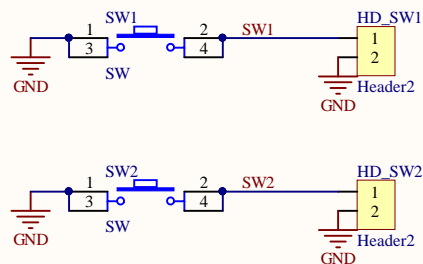 SW1 HD_SW1
1 2 SW1 1
3 4 2
GND SW GND Header2
SW2 HD_SW2
1 2 SW2 1
3 4 2
GND SW GND Header2